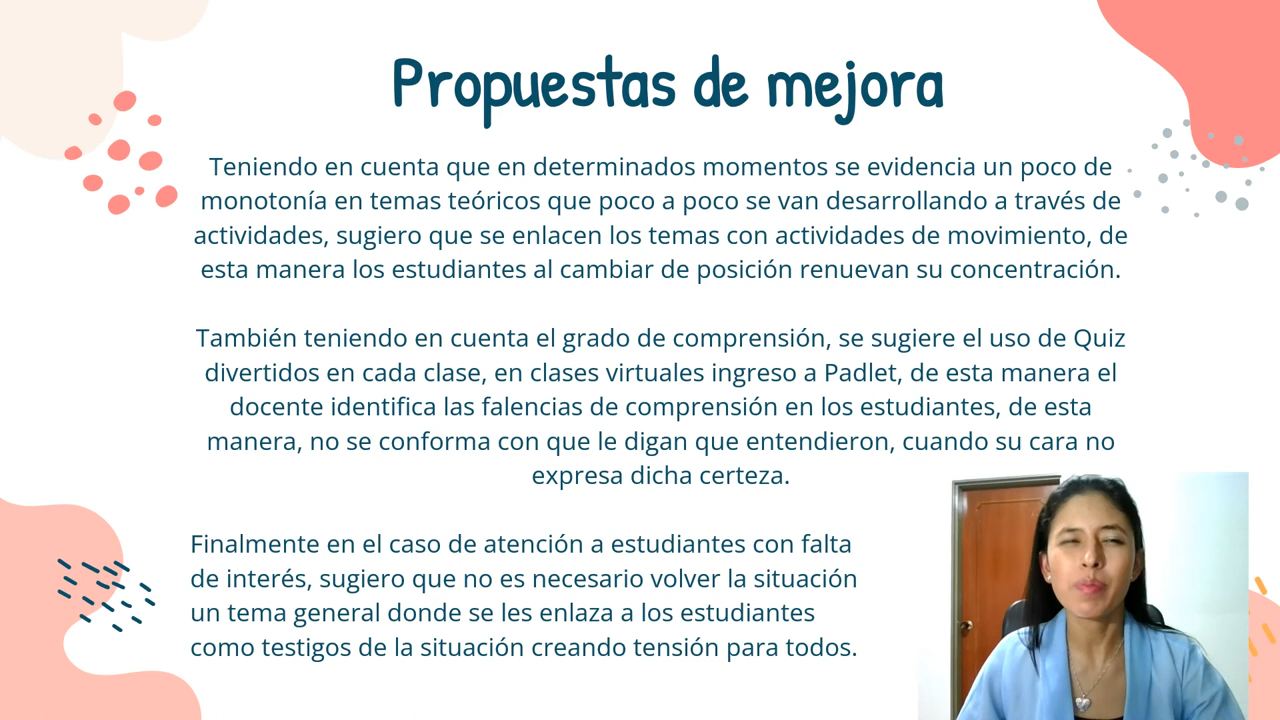 Propuestas de mejora
Teniendo en cuenta que en determinados momentos se evidencia un poco de
monotonía en temas teóricos que poco a poco se van desarrollando a través de
actividades, sugiero que se enlacen los temas con actividades de movimiento, de
esta manera los estudiantes al cambiar de posición renuevan su concentración.
También teniendo en cuenta el grado de comprensión, se sugiere el uso de Quiz
divertidos en cada clase, en clases virtuales ingreso a Padlet, de esta manera el
docente identifica las falencias de comprensión en los estudiantes, de esta
manera, no se conforma con que le digan que entendieron, cuando su cara no
expresa dicha certeza.
Finalmente en el caso de atención a estudiantes con falta
de interés, sugiero que no es necesario volver la situación
un tema general donde se les enlaza a los estudiantes
como testigos de la situación creando tensión para todos.